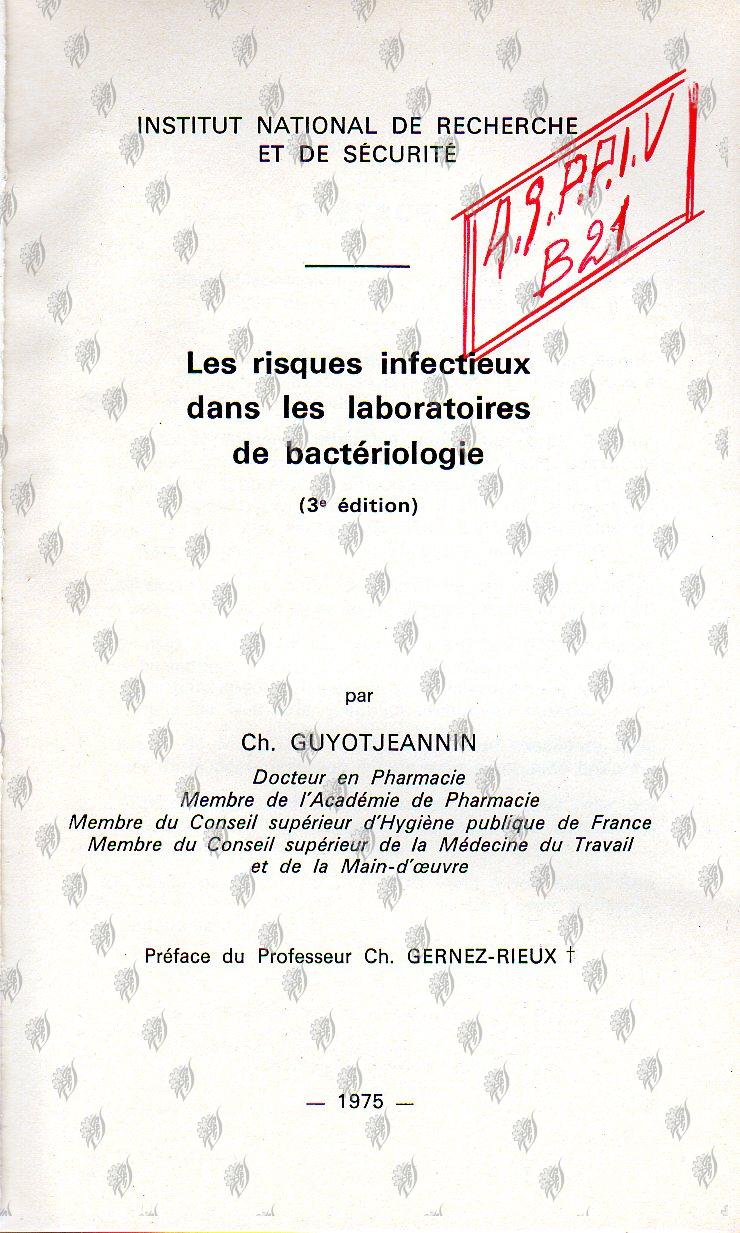 INSTITUT NATIONAL DE RECHERCHE
ET DE SÉCURITÉ
A.S.P.P.I.V
B21
Les risques infectieux
dans les laboratoires
de bactériologie
(3e édition)
par
Ch. GUYOTJEANNIN
Docteur en Pharmacie
Membre de l'Académie de Pharmacie
Membre du Conseil supérieur d'Hygiène publique de France
Membre du Conseil supérieur de la Médecine du Travail
et de la Main-d'œuvre
Préface du Professeur Ch. GERNEZ-RIEUX †
— 1975 —